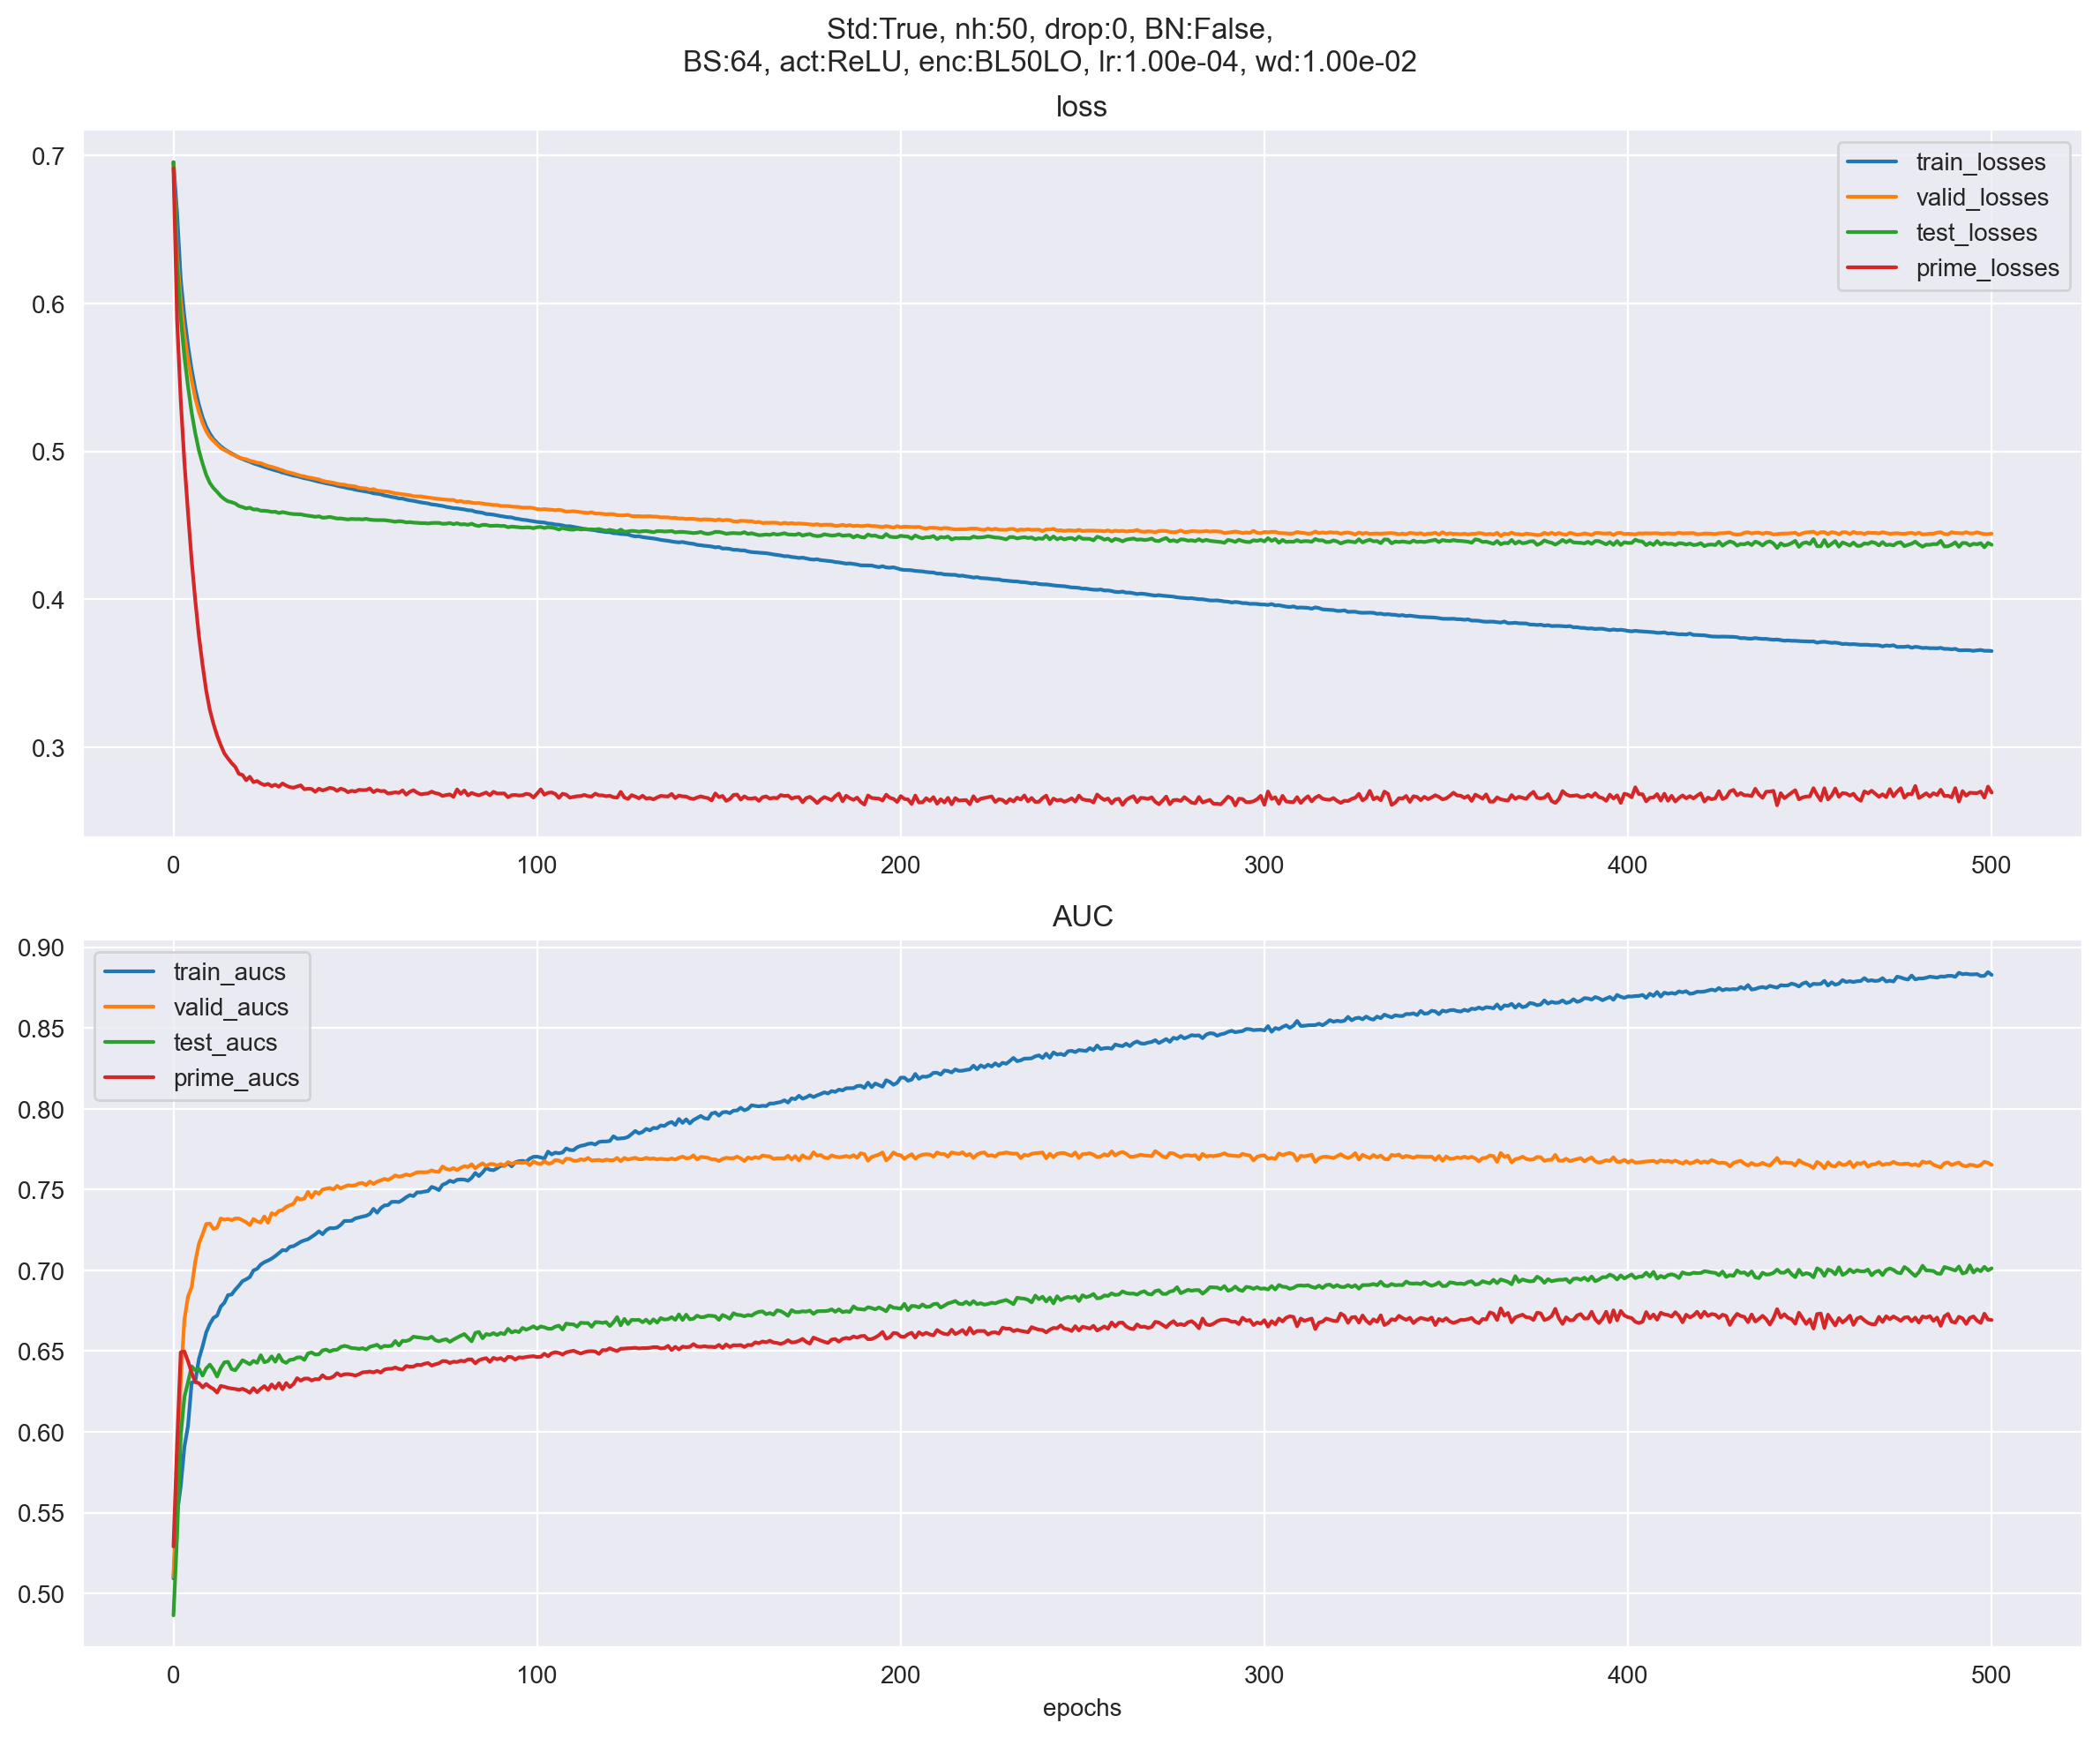 Std:True, nh:50, drop:0, BN:False,
BS:64, act:ReLU, enc:BL50LO, lr:1.00e-04, wd:1.00e-02
loss
0.7
0.6
0.5
0.4
0.3
train_losses
valid_losses
test_losses
prime_losses
0 100 200 300 400 500
AUC
0.90
0.85
0.80
0.75
0.70
0.65
0.60
0.55
0.50
train_aucs
valid_aucs
test_aucs
prime_aucs
0 100 200 300 400 500
epochs